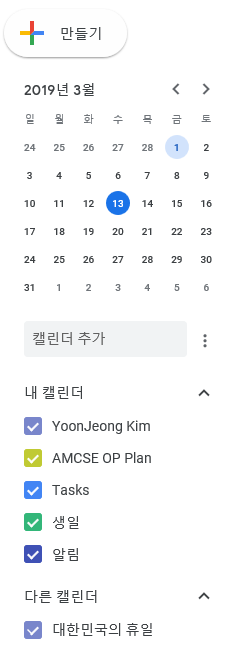 만들기
2019년 3월
일 월 화 수 목 금 토
24 25 26 27 28 1 2
3 4 5 6 7 8 9
10 11 12 13 14 15 16
17 18 19 20 21 22 23
24 25 26 27 28 29 30
31 1 2 3 4 5 6
캘린더 추가
내 캘린더
YoonJeong Kim
AMCSE OP Plan
Tasks
생일
알림
다른 캘린더
대한민국의 휴일